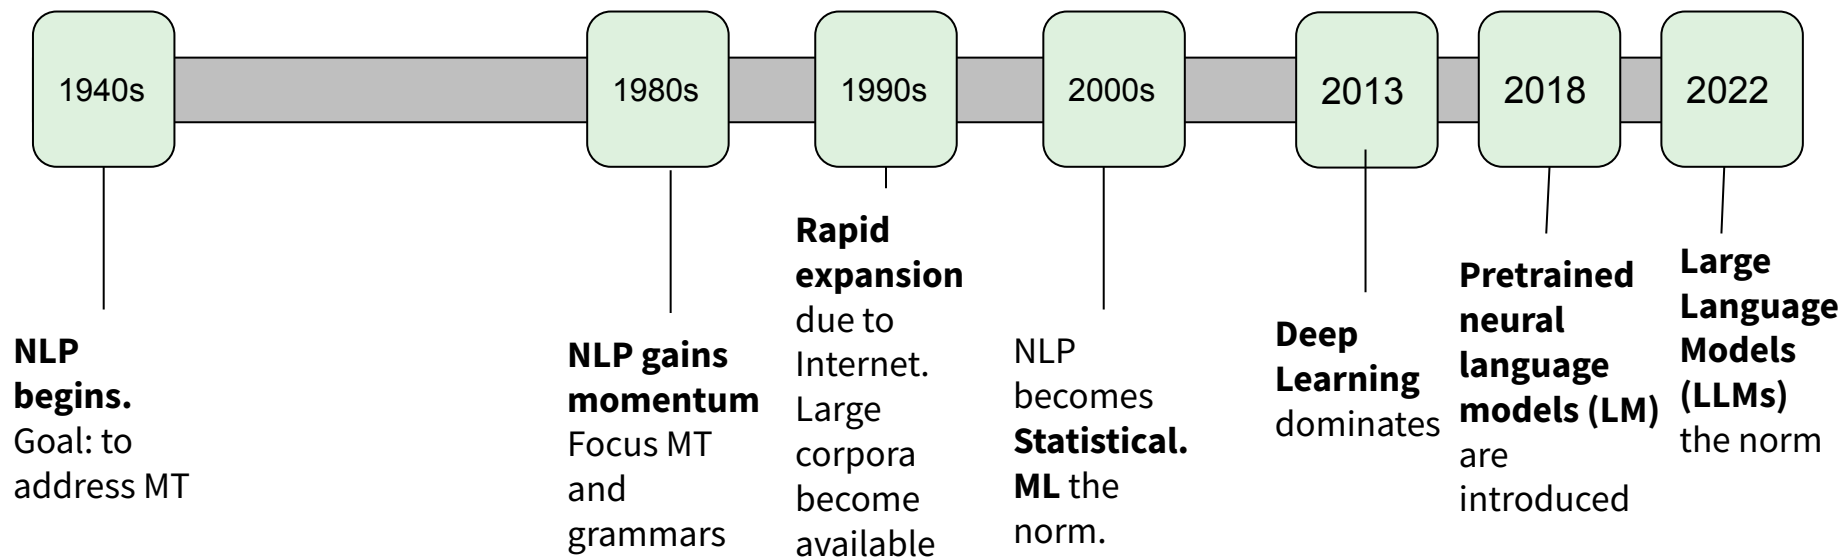 1940s
1980s
1990s
2000s
2013
2018
2022
NLP
begins.
Goal: to
address MT
NLP gains
momentum
Focus MT
and
grammars
Rapid
expansion
due to
Internet.
Large
corpora
become
available
NLP
becomes
Statistical.
ML the
norm.
Deep
Learning
dominates
Pretrained
neural
language
models (LM)
are
introduced
Large
Language
Models
(LLMs)
the norm